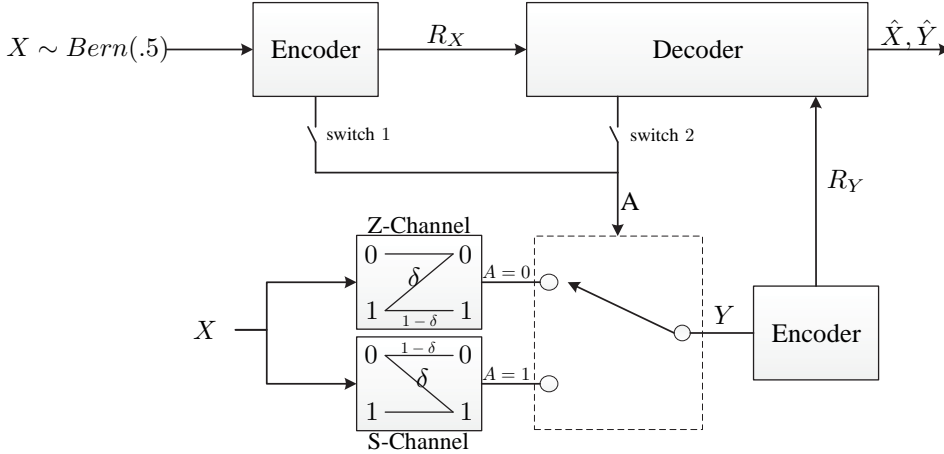 X ∼ Bern(.5)
Encoder
R_X
Decoder
X̂, Ŷ
switch 1
switch 2
A
R_Y
Z-Channel
0 0
δ
1 1
1 − δ
A = 0
X
1 − δ
0 0
δ
1 1
S-Channel
A = 1
Y
Encoder